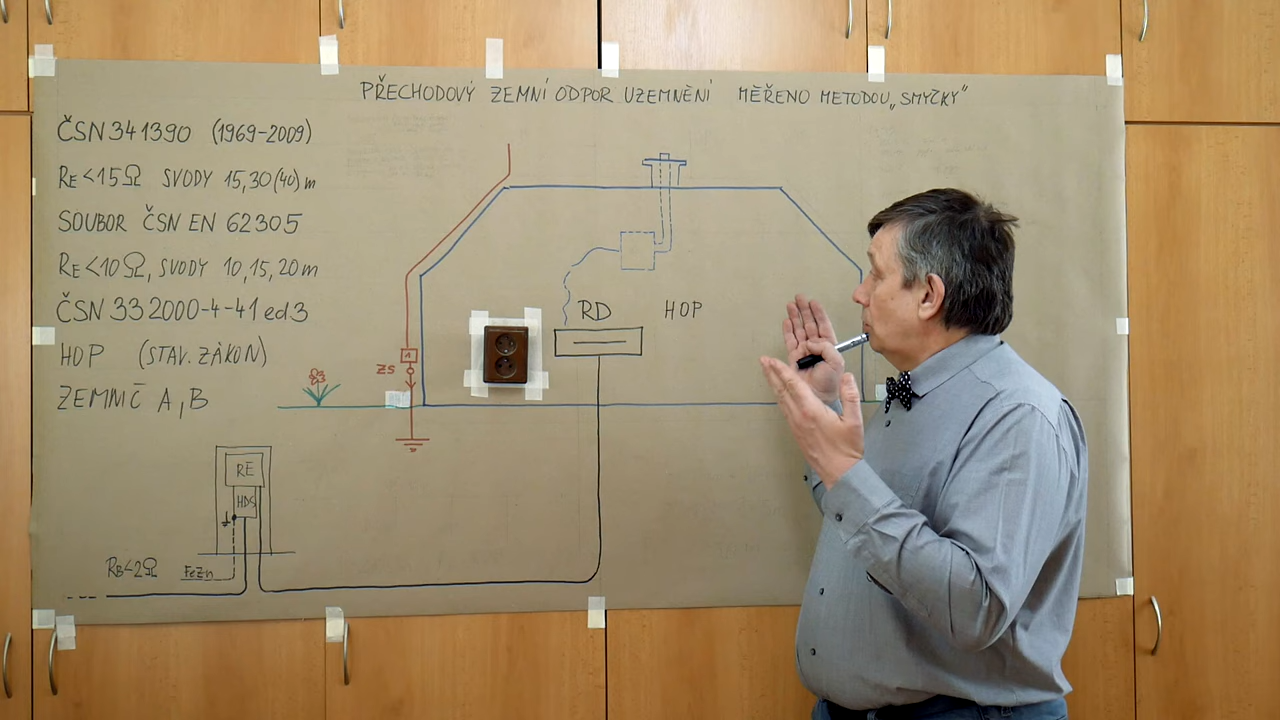 PŘECHODOVÝ ZEMNÍ ODPOR UZEMNĚNÍ MĚŘENO METODOU „SMYČKY"
ČSN 341390 (1969-2009)
RE<15Ω SVODY 15,30(40)m
SOUBOR ČSN EN 62305
RE<10Ω, SVODY 10,15,20m
ČSN 33 2000-4-41 ed3
HOP (STAV. ZÁKON)
ZEMNIČ A, B
RD HOP
ZS
RE
HDS
RB<2Ω FeZn